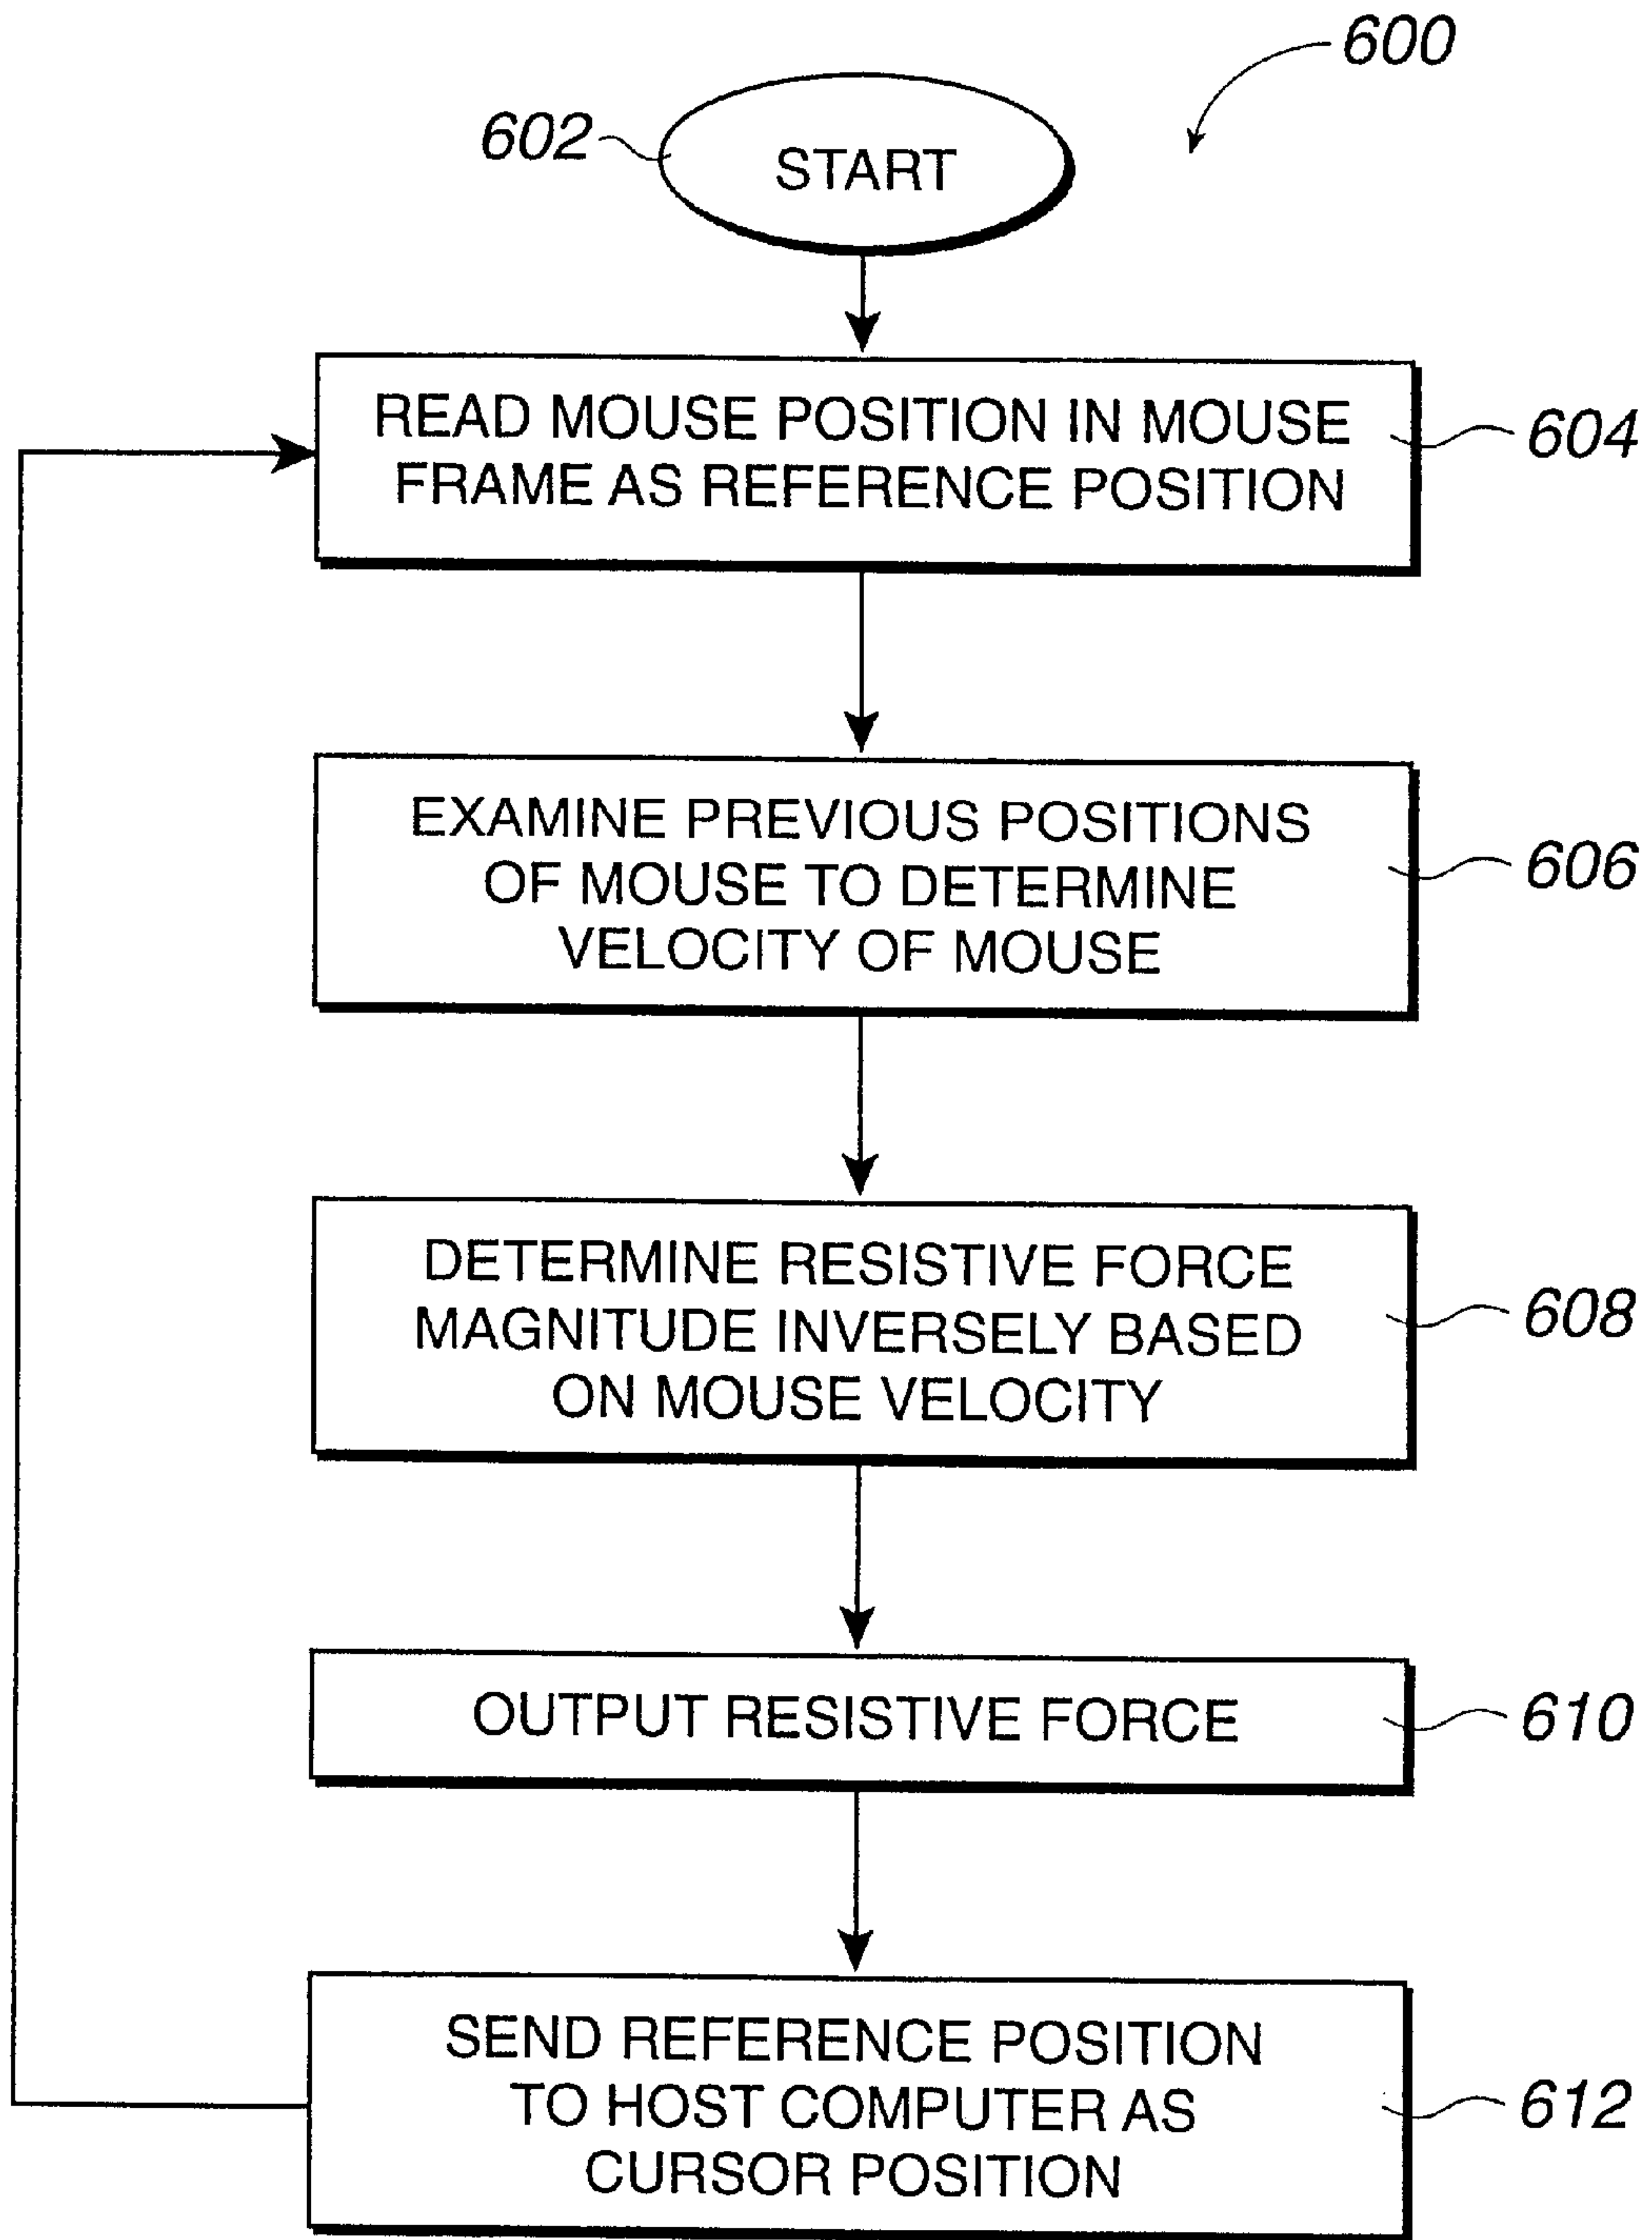 600
602
START
READ MOUSE POSITION IN MOUSE
FRAME AS REFERENCE POSITION
604
EXAMINE PREVIOUS POSITIONS
OF MOUSE TO DETERMINE
VELOCITY OF MOUSE
606
DETERMINE RESISTIVE FORCE
MAGNITUDE INVERSELY BASED
ON MOUSE VELOCITY
608
OUTPUT RESISTIVE FORCE
610
SEND REFERENCE POSITION
TO HOST COMPUTER AS
CURSOR POSITION
612